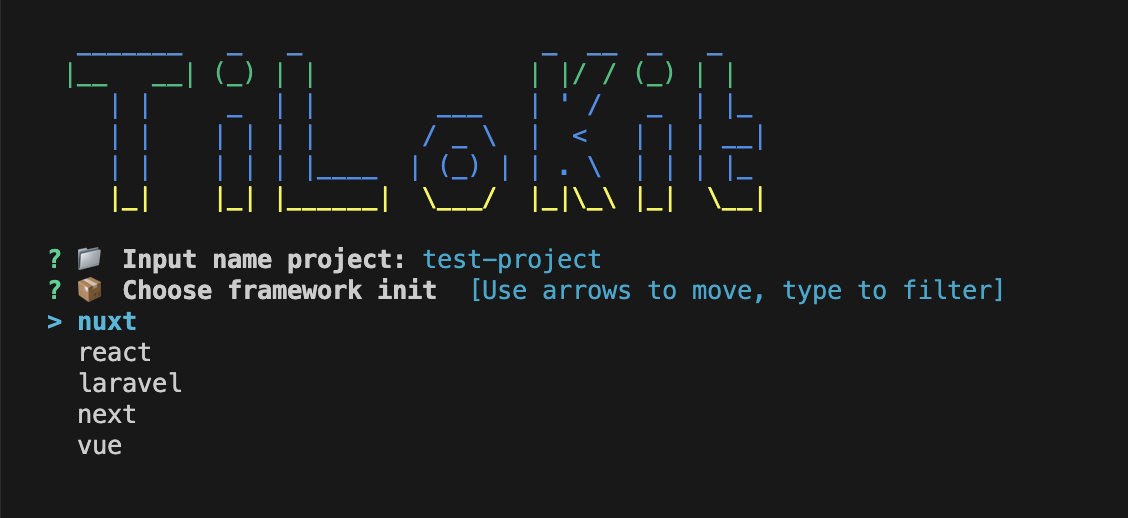 TiLoKit
? 📁 Input name project: test-project
? 📦 Choose framework init  [Use arrows to move, type to filter]
> nuxt
react
laravel
next
vue